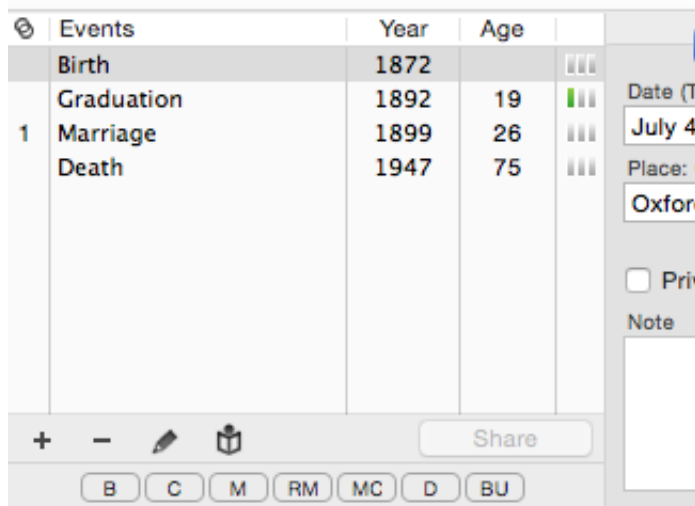 Events Year Age
Birth 1872
Graduation 1892 19
1 Marriage 1899 26
Death 1947 75
Date (T
July 4
Place:
Oxfor
Pri
Note
Share
B C M RM MC D BU